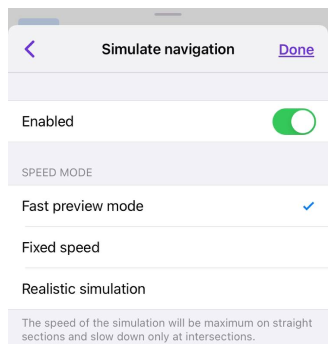 Simulate navigation
Done
Enabled
SPEED MODE
Fast preview mode
Fixed speed
Realistic simulation
The speed of the simulation will be maximum on straight
sections and slow down only at intersections.